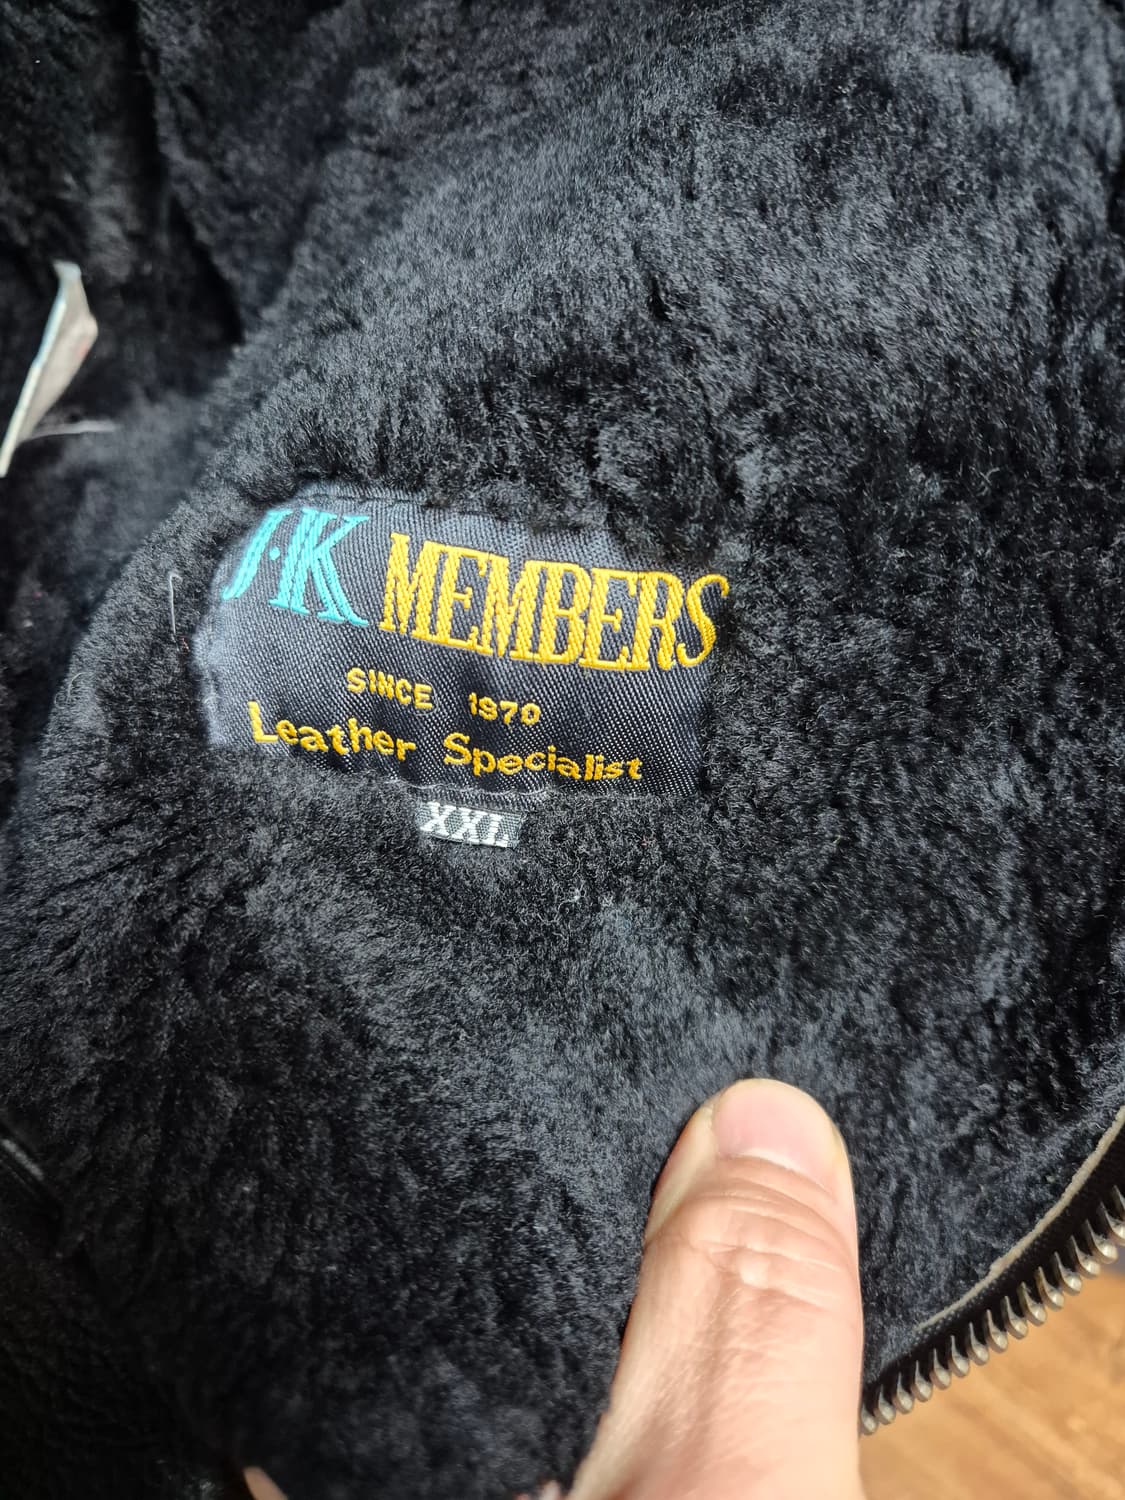 J·K MEMBERS
SINCE 1970
Leather Specialist
XXL